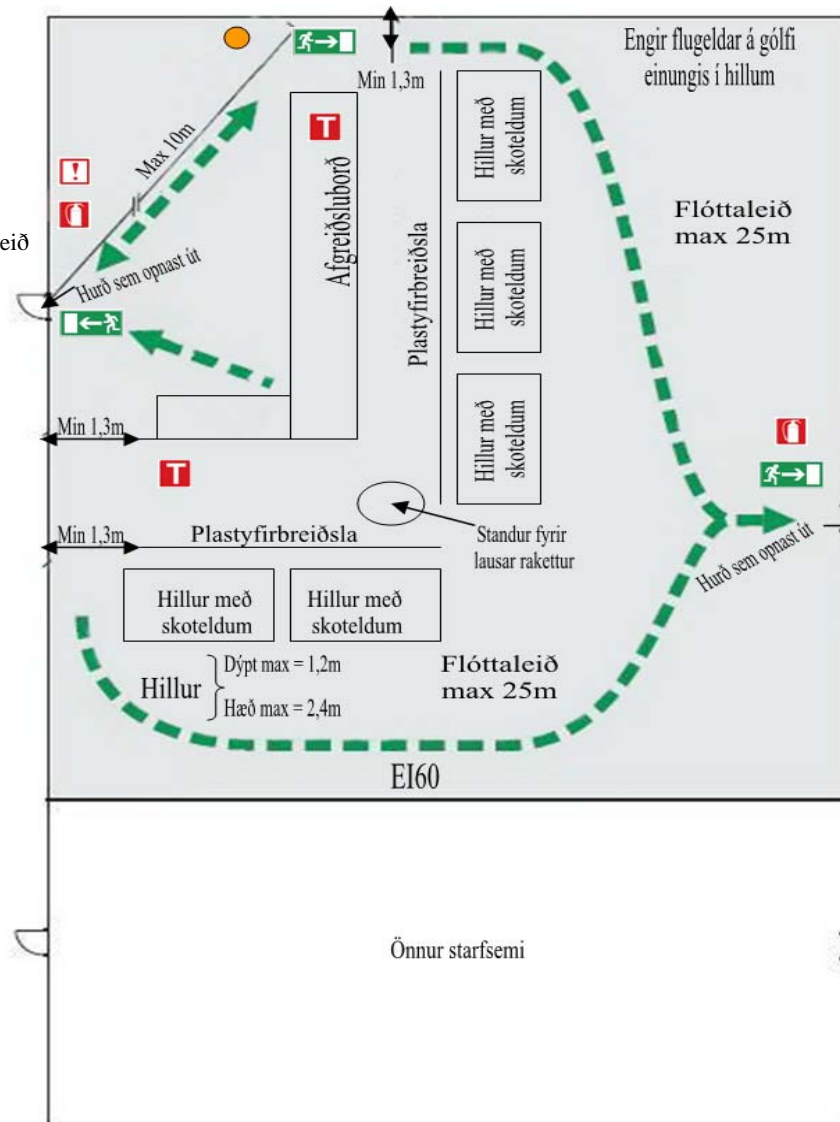 Engir flugeldar á gólfi
einungis í hillum
Min 1,3m
T
Max 10m
Afgreiðsluborð
Plastyfirbreiðsla
Hillur með
skoteldum
Hillur með
skoteldum
Hillur með
skoteldum
Flóttaleið
max 25m
eið
Hurð sem opnast út
Min 1,3m
T
Min 1,3m
Plastyfirbreiðsla
Standur fyrir
lausar rakettur
Hurð sem opnast út
Hillur með
skoteldum
Hillur með
skoteldum
Hillur
Dýpt max = 1,2m
Hæð max = 2,4m
Flóttaleið
max 25m
EI60
Önnur starfsemi